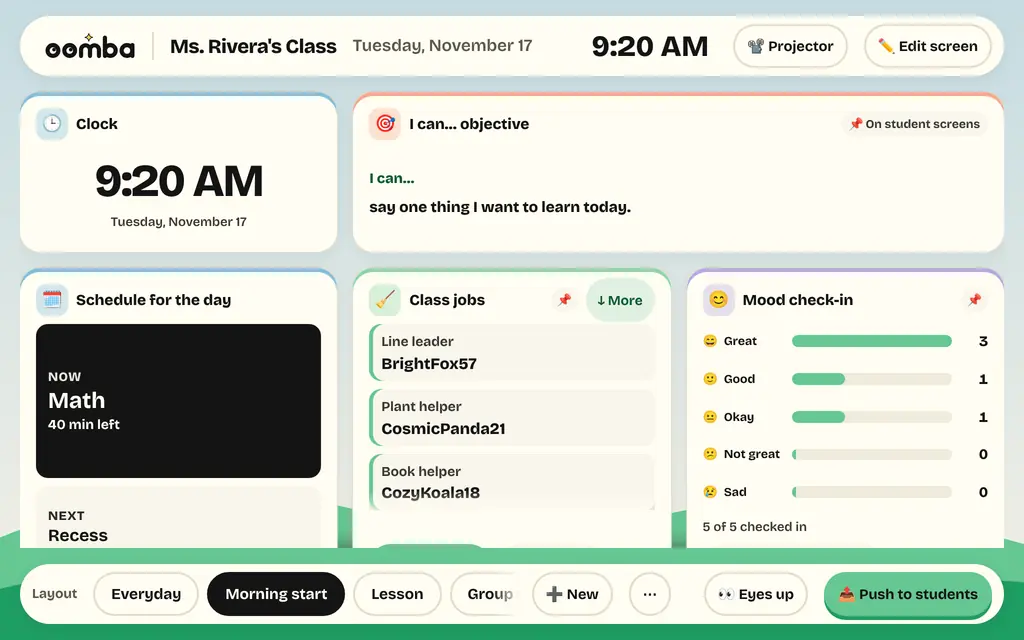 oomba
Ms. Rivera's Class
Tuesday, November 17
9:20 AM
📽️ Projector
✏️ Edit screen
🕒 Clock
9:20 AM
Tuesday, November 17
🎯 I can... objective
📌 On student screens
I can...
say one thing I want to learn today.
🗓️ Schedule for the day
NOW
Math
40 min left
NEXT
Recess
🧹 Class jobs
📌
↓ More
Line leader
BrightFox57
Plant helper
CosmicPanda21
Book helper
CozyKoala18
😊 Mood check-in
📌
😄 Great 3
🙂 Good 1
😐 Okay 1
😕 Not great 0
😢 Sad 0
5 of 5 checked in
Layout
Everyday
Morning start
Lesson
Group
➕ New
⋯
👀 Eyes up
📤 Push to students